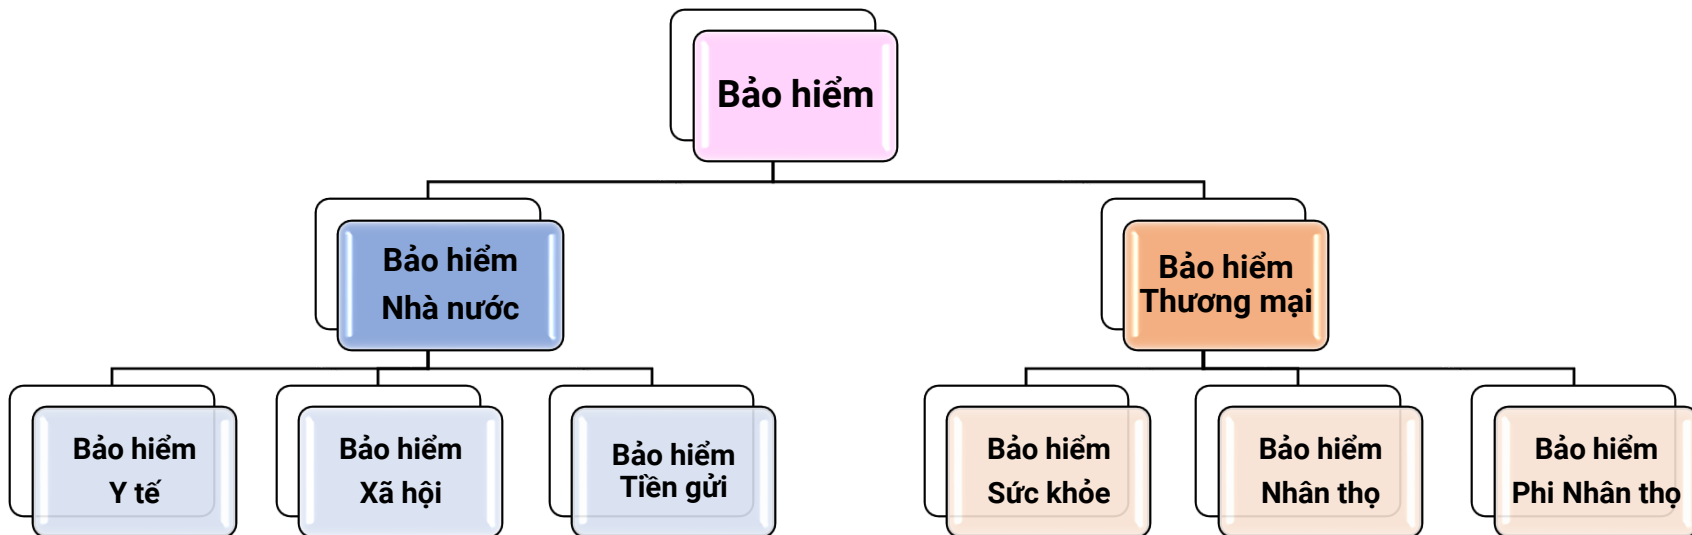 Bảo hiểm
Bảo hiểm
Nhà nước
Bảo hiểm
Thương mại
Bảo hiểm
Y tế
Bảo hiểm
Xã hội
Bảo hiểm
Tiền gửi
Bảo hiểm
Sức khỏe
Bảo hiểm
Nhân thọ
Bảo hiểm
Phi Nhân thọ